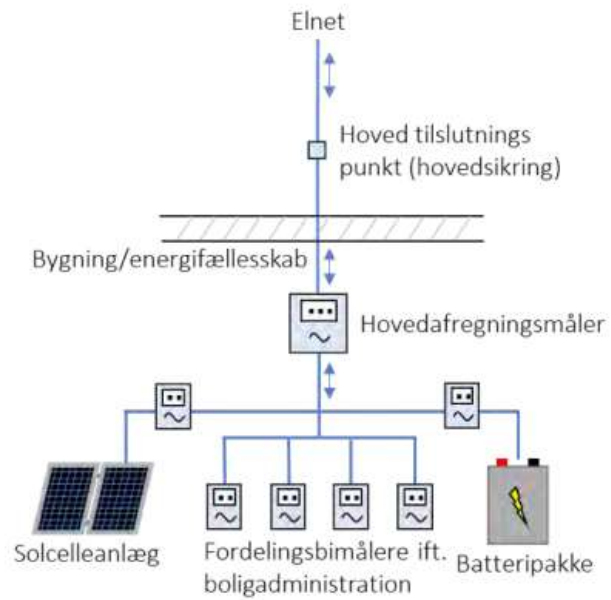 Elnet
Hoved tilslutnings
punkt (hovedsikring)
Bygning/energifællesskab
Hovedafregningsmåler
Solcelleanlæg
Fordelingsbimålere ift.
boligadministration
Batteripakke